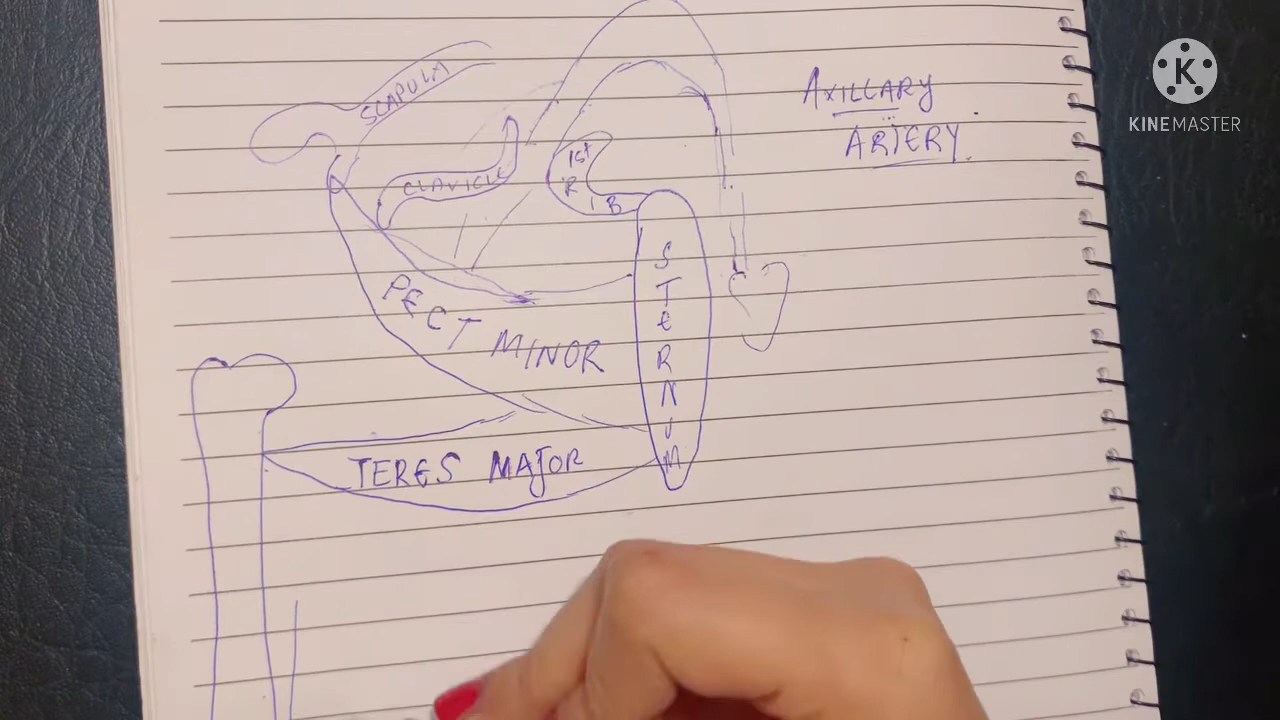 SCAPULA
CLAVICLE
1st
RIB
STeRNUM
PECT MINOR
TERES MAJOR
AXILLARY
ARTERY.
K
KINEMASTER